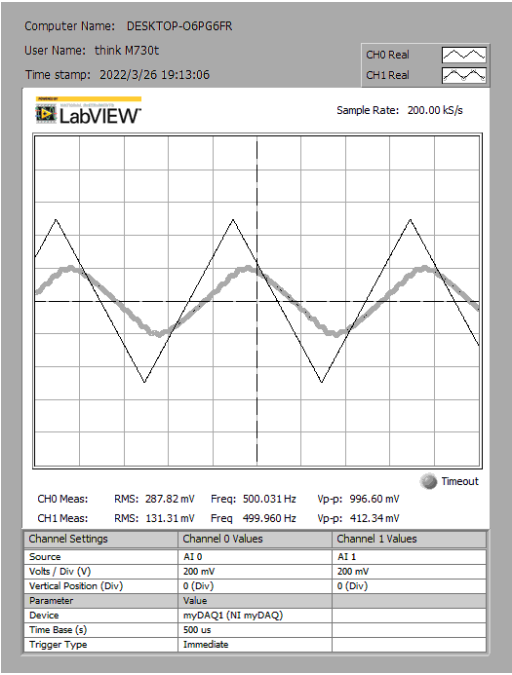 Computer Name: DESKTOP-O6PG6FR
User Name: think M730t
CH0 Real
Time stamp: 2022/3/26 19:13:06
CH1 Real
POWERED BY
NATIONAL INSTRUMENTS
LabVIEW
Sample Rate: 200.00 kS/s
Timeout
CH0 Meas: RMS: 287.82 mV Freq: 500.031 Hz Vp-p: 996.60 mV
CH1 Meas: RMS: 131.31 mV Freq 499.960 Hz Vp-p: 412.34 mV
Channel Settings Channel 0 Values Channel 1 Values
Source AI 0 AI 1
Volts / Div (V) 200 mV 200 mV
Vertical Position (Div) 0 (Div) 0 (Div)
Parameter Value
Device myDAQ1 (NI myDAQ)
Time Base (s) 500 us
Trigger Type Immediate